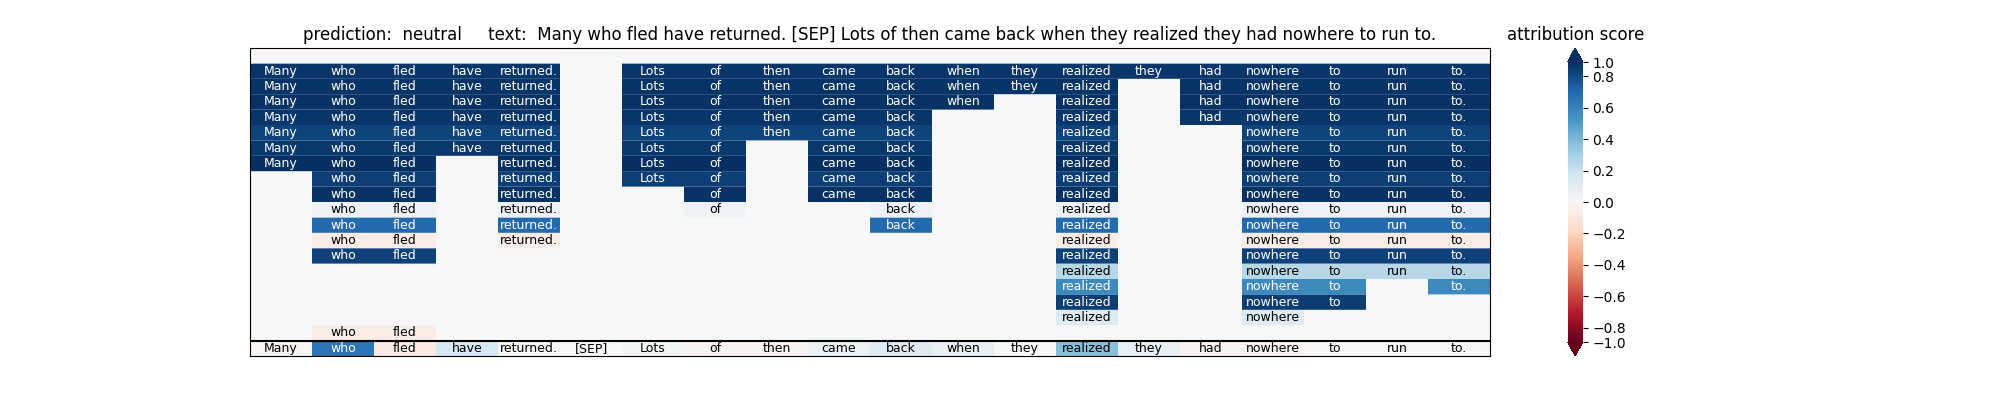 prediction:  neutral     text:  Many who fled have returned. [SEP] Lots of then came back when they realized they had nowhere to run to.
attribution score
Many who fled have returned. Lots of then came back when they realized they had nowhere to run to.
Many who fled have returned. Lots of then came back when they realized had nowhere to run to.
Many who fled have returned. Lots of then came back when realized had nowhere to run to.
Many who fled have returned. Lots of then came back realized had nowhere to run to.
Many who fled have returned. Lots of then came back realized nowhere to run to.
Many who fled have returned. Lots of came back realized nowhere to run to.
Many who fled returned. Lots of came back realized nowhere to run to.
who fled returned. Lots of came back realized nowhere to run to.
who fled returned. of came back realized nowhere to run to.
who fled returned. of back realized nowhere to run to.
who fled returned. back realized nowhere to run to.
who fled returned. realized nowhere to run to.
who fled realized nowhere to run to.
realized nowhere to run to.
realized nowhere to to.
realized nowhere to
realized nowhere
who fled
Many who fled have returned. [SEP] Lots of then came back when they realized they had nowhere to run to.
1.0
0.8
0.6
0.4
0.2
0.0
−0.2
−0.4
−0.6
−0.8
−1.0